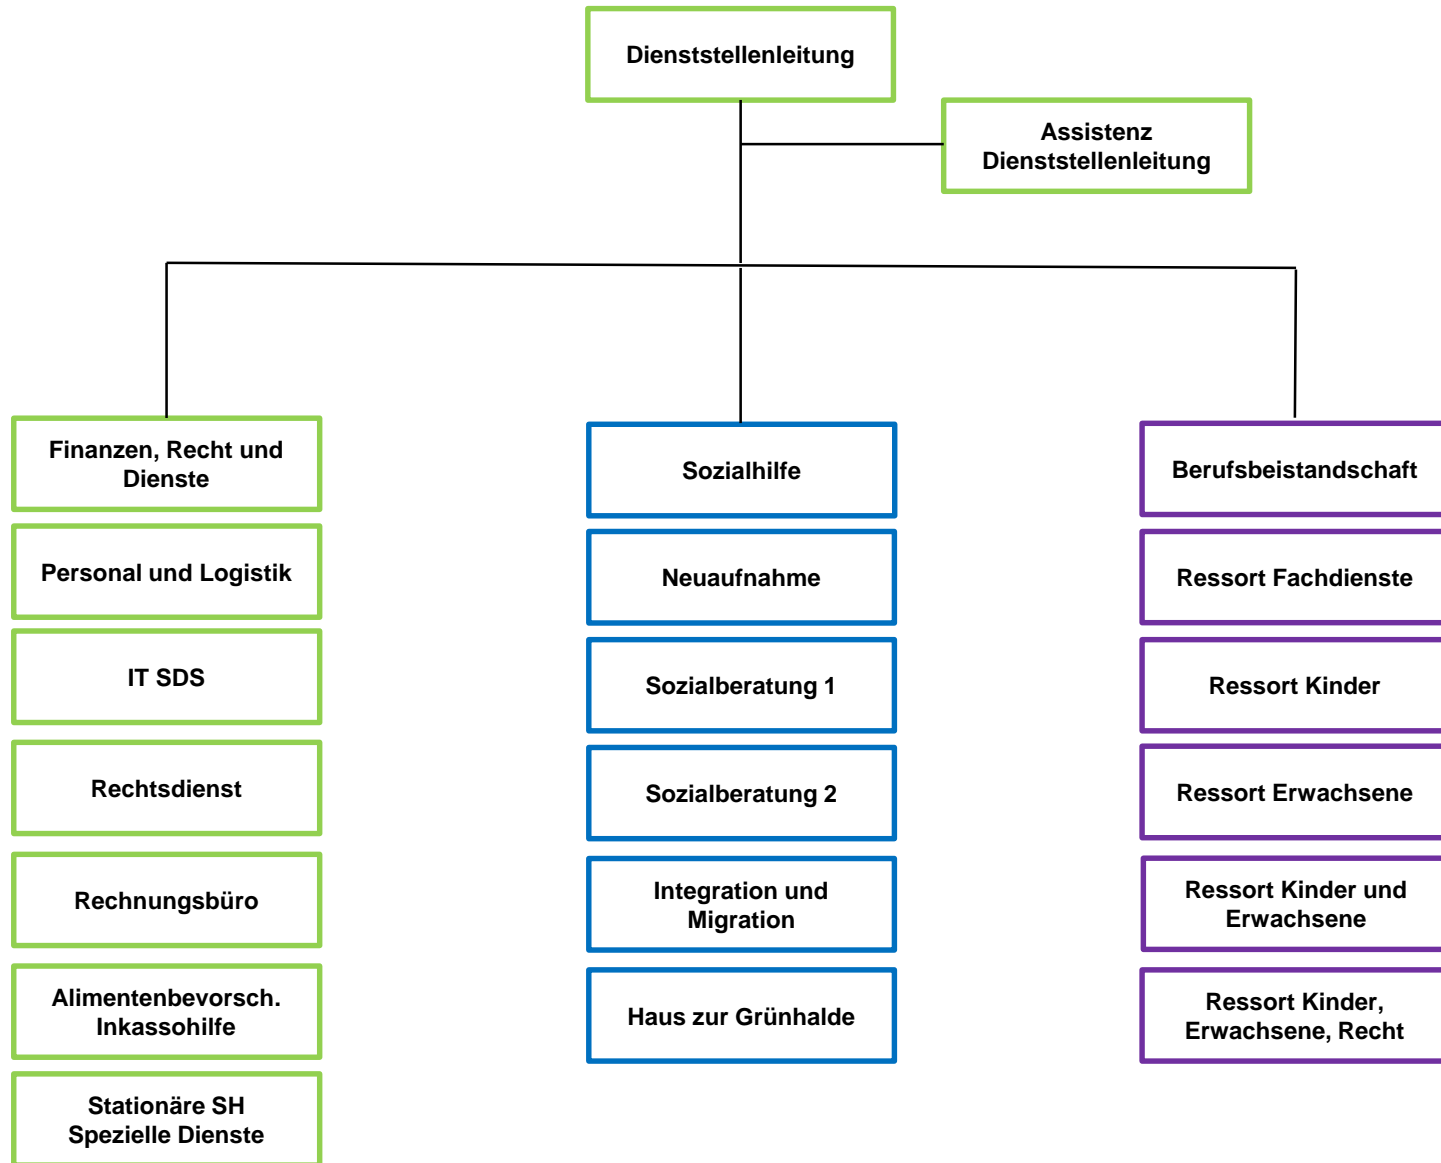 Dienststellenleitung
Assistenz
Dienststellenleitung
Finanzen, Recht und
Dienste
Personal und Logistik
IT SDS
Rechtsdienst
Rechnungsbüro
Alimentenbevorsch.
Inkassohilfe
Stationäre SH
Spezielle Dienste
Sozialhilfe
Neuaufnahme
Sozialberatung 1
Sozialberatung 2
Integration und
Migration
Haus zur Grünhalde
Berufsbeistandschaft
Ressort Fachdienste
Ressort Kinder
Ressort Erwachsene
Ressort Kinder und
Erwachsene
Ressort Kinder,
Erwachsene, Recht